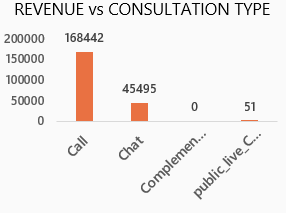 REVENUE vs CONSULTATION TYPE
200000
150000
100000
50000
0
168442
45495
0
51
Call
Chat
Complemen...
public_live_C...